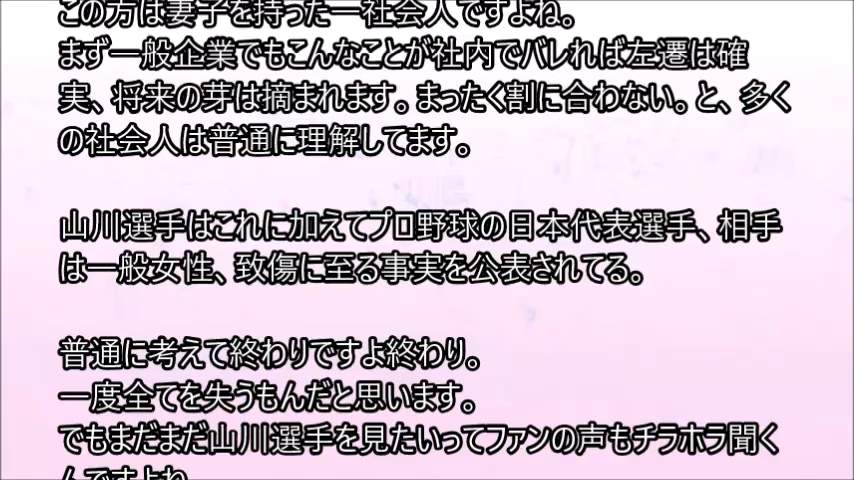 この方は妻子を持った一社会人ですよね。
まず一般企業でもこんなことが社内でバレれば左遷は確
実、将来の芽は摘まれます。まったく割に合わない。と、多く
の社会人は普通に理解してます。
山川選手はこれに加えてプロ野球の日本代表選手、相手
は一般女性、致傷に至る事実を公表されてる。
普通に考えて終わりですよ終わり。
一度全てを失うもんだと思います。
でもまだまだ山川選手を見たいってファンの声もチラホラ聞く
んですよね